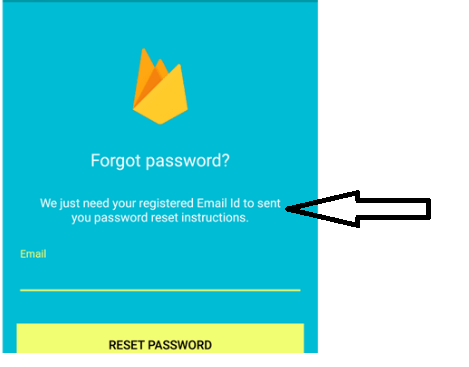 Forgot password?
We just need your registered Email Id to sent
you password reset instructions.
Email
RESET PASSWORD